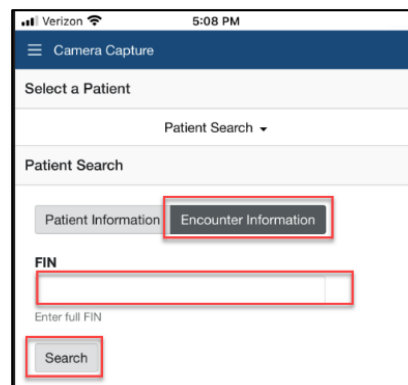 Verizon 5:08 PM
Camera Capture
Select a Patient
Patient Search
Patient Search
Patient Information Encounter Information
FIN
Enter full FIN
Search